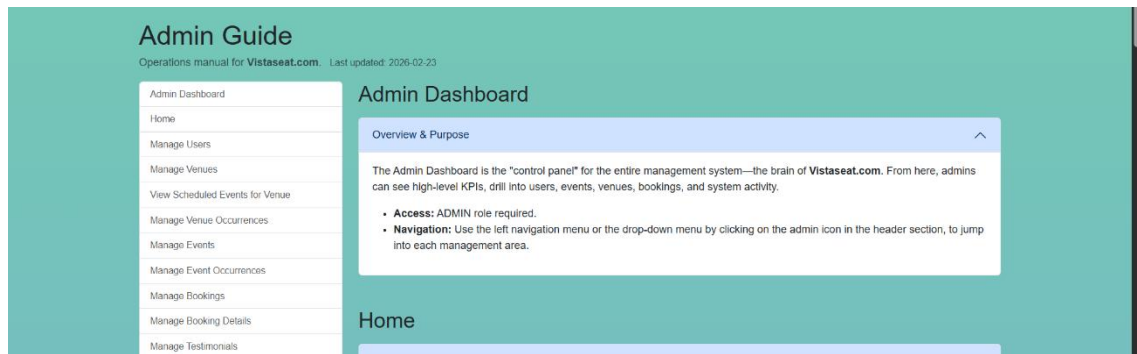 Admin Guide
Operations manual for Vistaseat.com. Last updated: 2026-02-23
Admin Dashboard
Home
Manage Users
Manage Venues
View Scheduled Events for Venue
Manage Venue Occurrences
Manage Events
Manage Event Occurrences
Manage Bookings
Manage Booking Details
Manage Testimonials
Admin Dashboard
Overview & Purpose
The Admin Dashboard is the "control panel" for the entire management system—the brain of Vistaseat.com. From here, admins
can see high-level KPIs, drill into users, events, venues, bookings, and system activity.
• Access: ADMIN role required.
• Navigation: Use the left navigation menu or the drop-down menu by clicking on the admin icon in the header section, to jump
into each management area.
Home